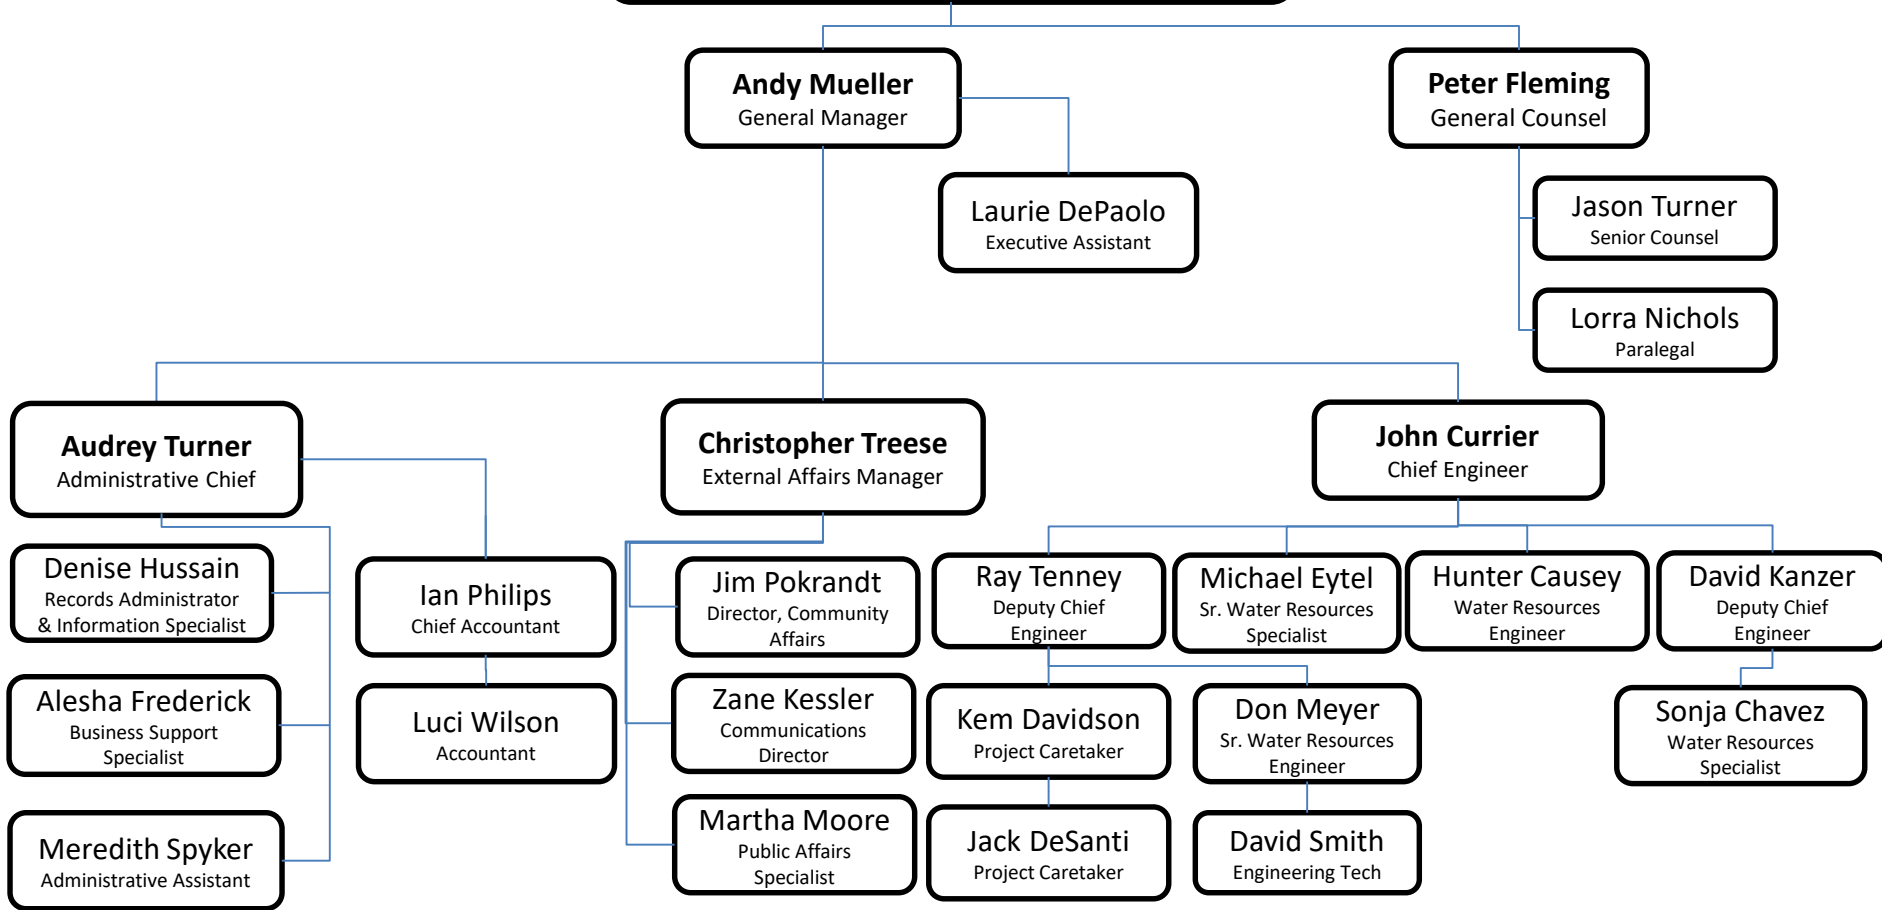 Andy Mueller
General Manager
Peter Fleming
General Counsel
Laurie DePaolo
Executive Assistant
Jason Turner
Senior Counsel
Lorra Nichols
Paralegal
Audrey Turner
Administrative Chief
Christopher Treese
External Affairs Manager
John Currier
Chief Engineer
Denise Hussain
Records Administrator
& Information Specialist
Ian Philips
Chief Accountant
Jim Pokrandt
Director, Community
Affairs
Ray Tenney
Deputy Chief
Engineer
Michael Eytel
Sr. Water Resources
Specialist
Hunter Causey
Water Resources
Engineer
David Kanzer
Deputy Chief
Engineer
Alesha Frederick
Business Support
Specialist
Luci Wilson
Accountant
Zane Kessler
Communications
Director
Kem Davidson
Project Caretaker
Don Meyer
Sr. Water Resources
Engineer
Sonja Chavez
Water Resources
Specialist
Meredith Spyker
Administrative Assistant
Martha Moore
Public Affairs
Specialist
Jack DeSanti
Project Caretaker
David Smith
Engineering Tech